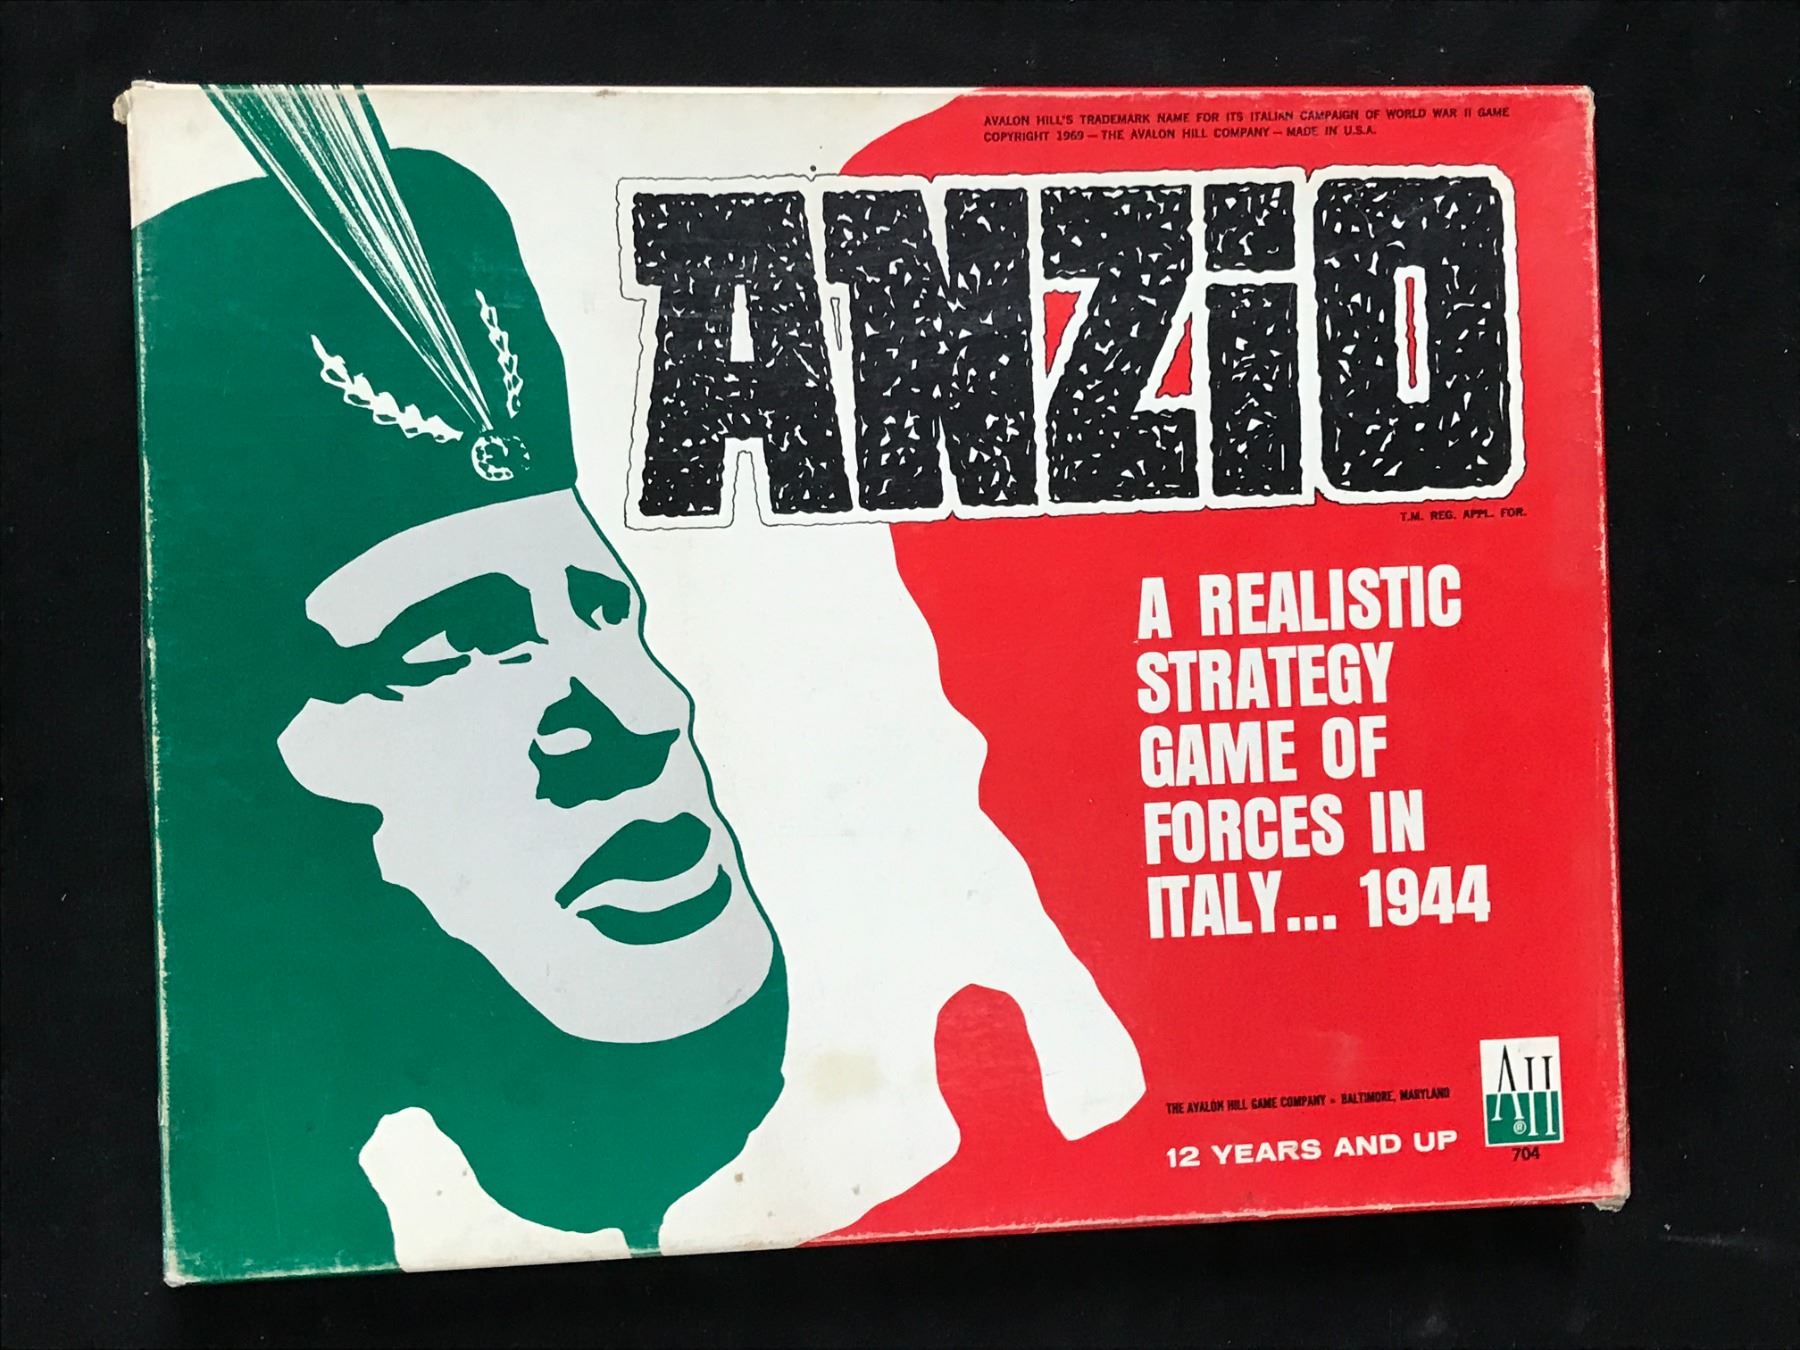 AVALON HILL'S TRADEMARK NAME FOR ITS ITALIAN CAMPAIGN OF WORLD WAR II GAME
COPYRIGHT 1969 — THE AVALON HILL COMPANY — MADE IN U.S.A.
ANZiO
T.M. REG. APPL. FOR.
A REALISTIC
STRATEGY
GAME OF
FORCES IN
ITALY... 1944
THE AVALON HILL GAME COMPANY • BALTIMORE, MARYLAND
12 YEARS AND UP
AH
®
704